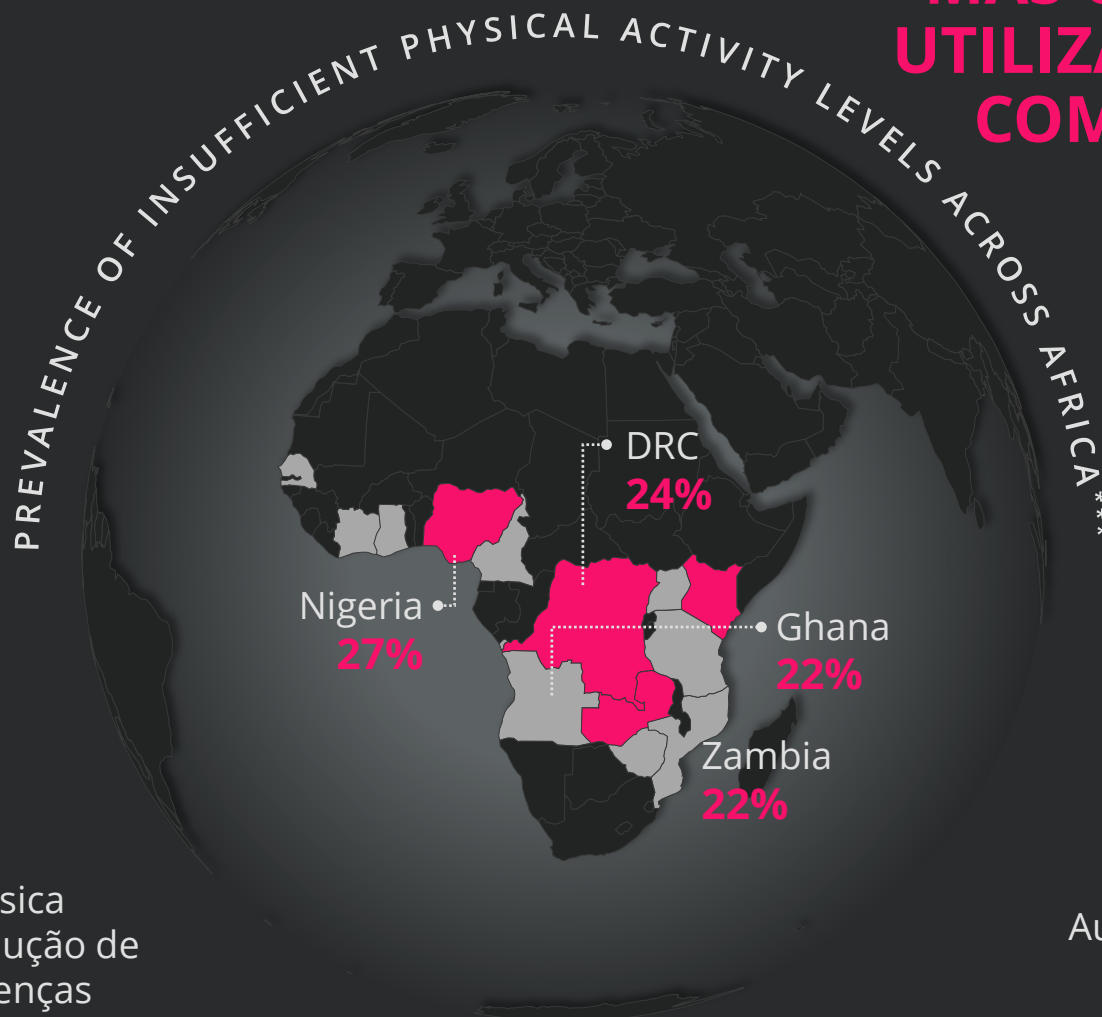 UTILIZA
COM
PREVALENCE OF INSUFFICIENT PHYSICAL ACTIVITY LEVELS ACROSS AFRICA***
DRC
24%
Nigeria
27%
Ghana
22%
Zambia
22%
sica
ução de
enças
Au